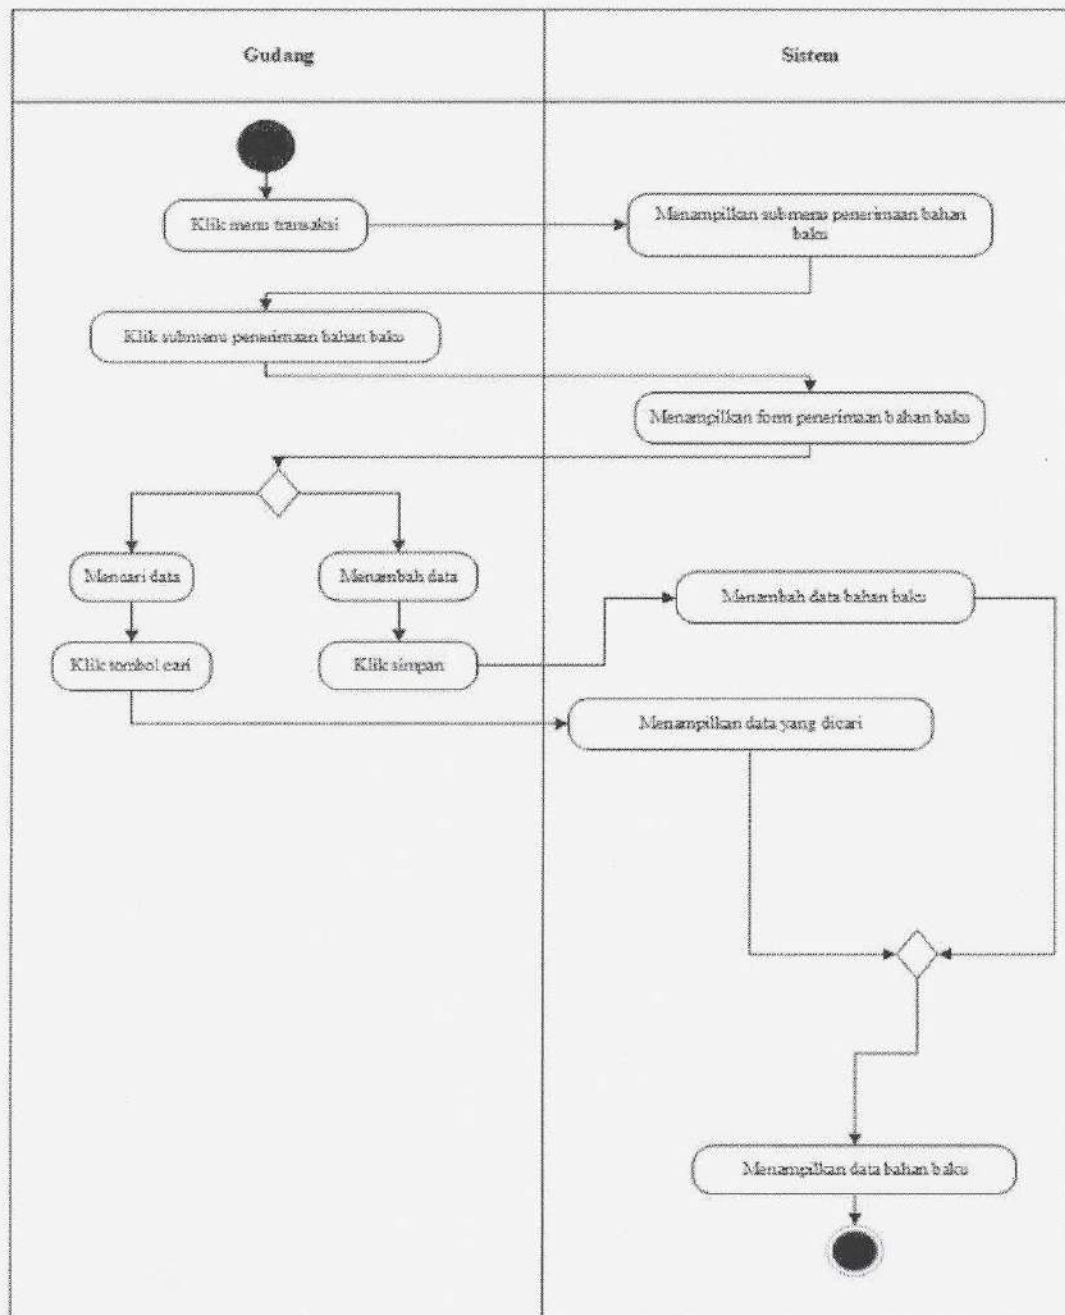 Gudang
Sistem
Klik menu transaksi
Menampilkan submenu penerimaan bahan
baku
Klik submenu penerimaan bahan baku
Menampilkan form penerimaan bahan baku
Mencari data
Menambah data
Menambah data bahan baku
Klik tombol cari
Klik simpan
Menampilkan data yang dicari
Menampilkan data bahan baku